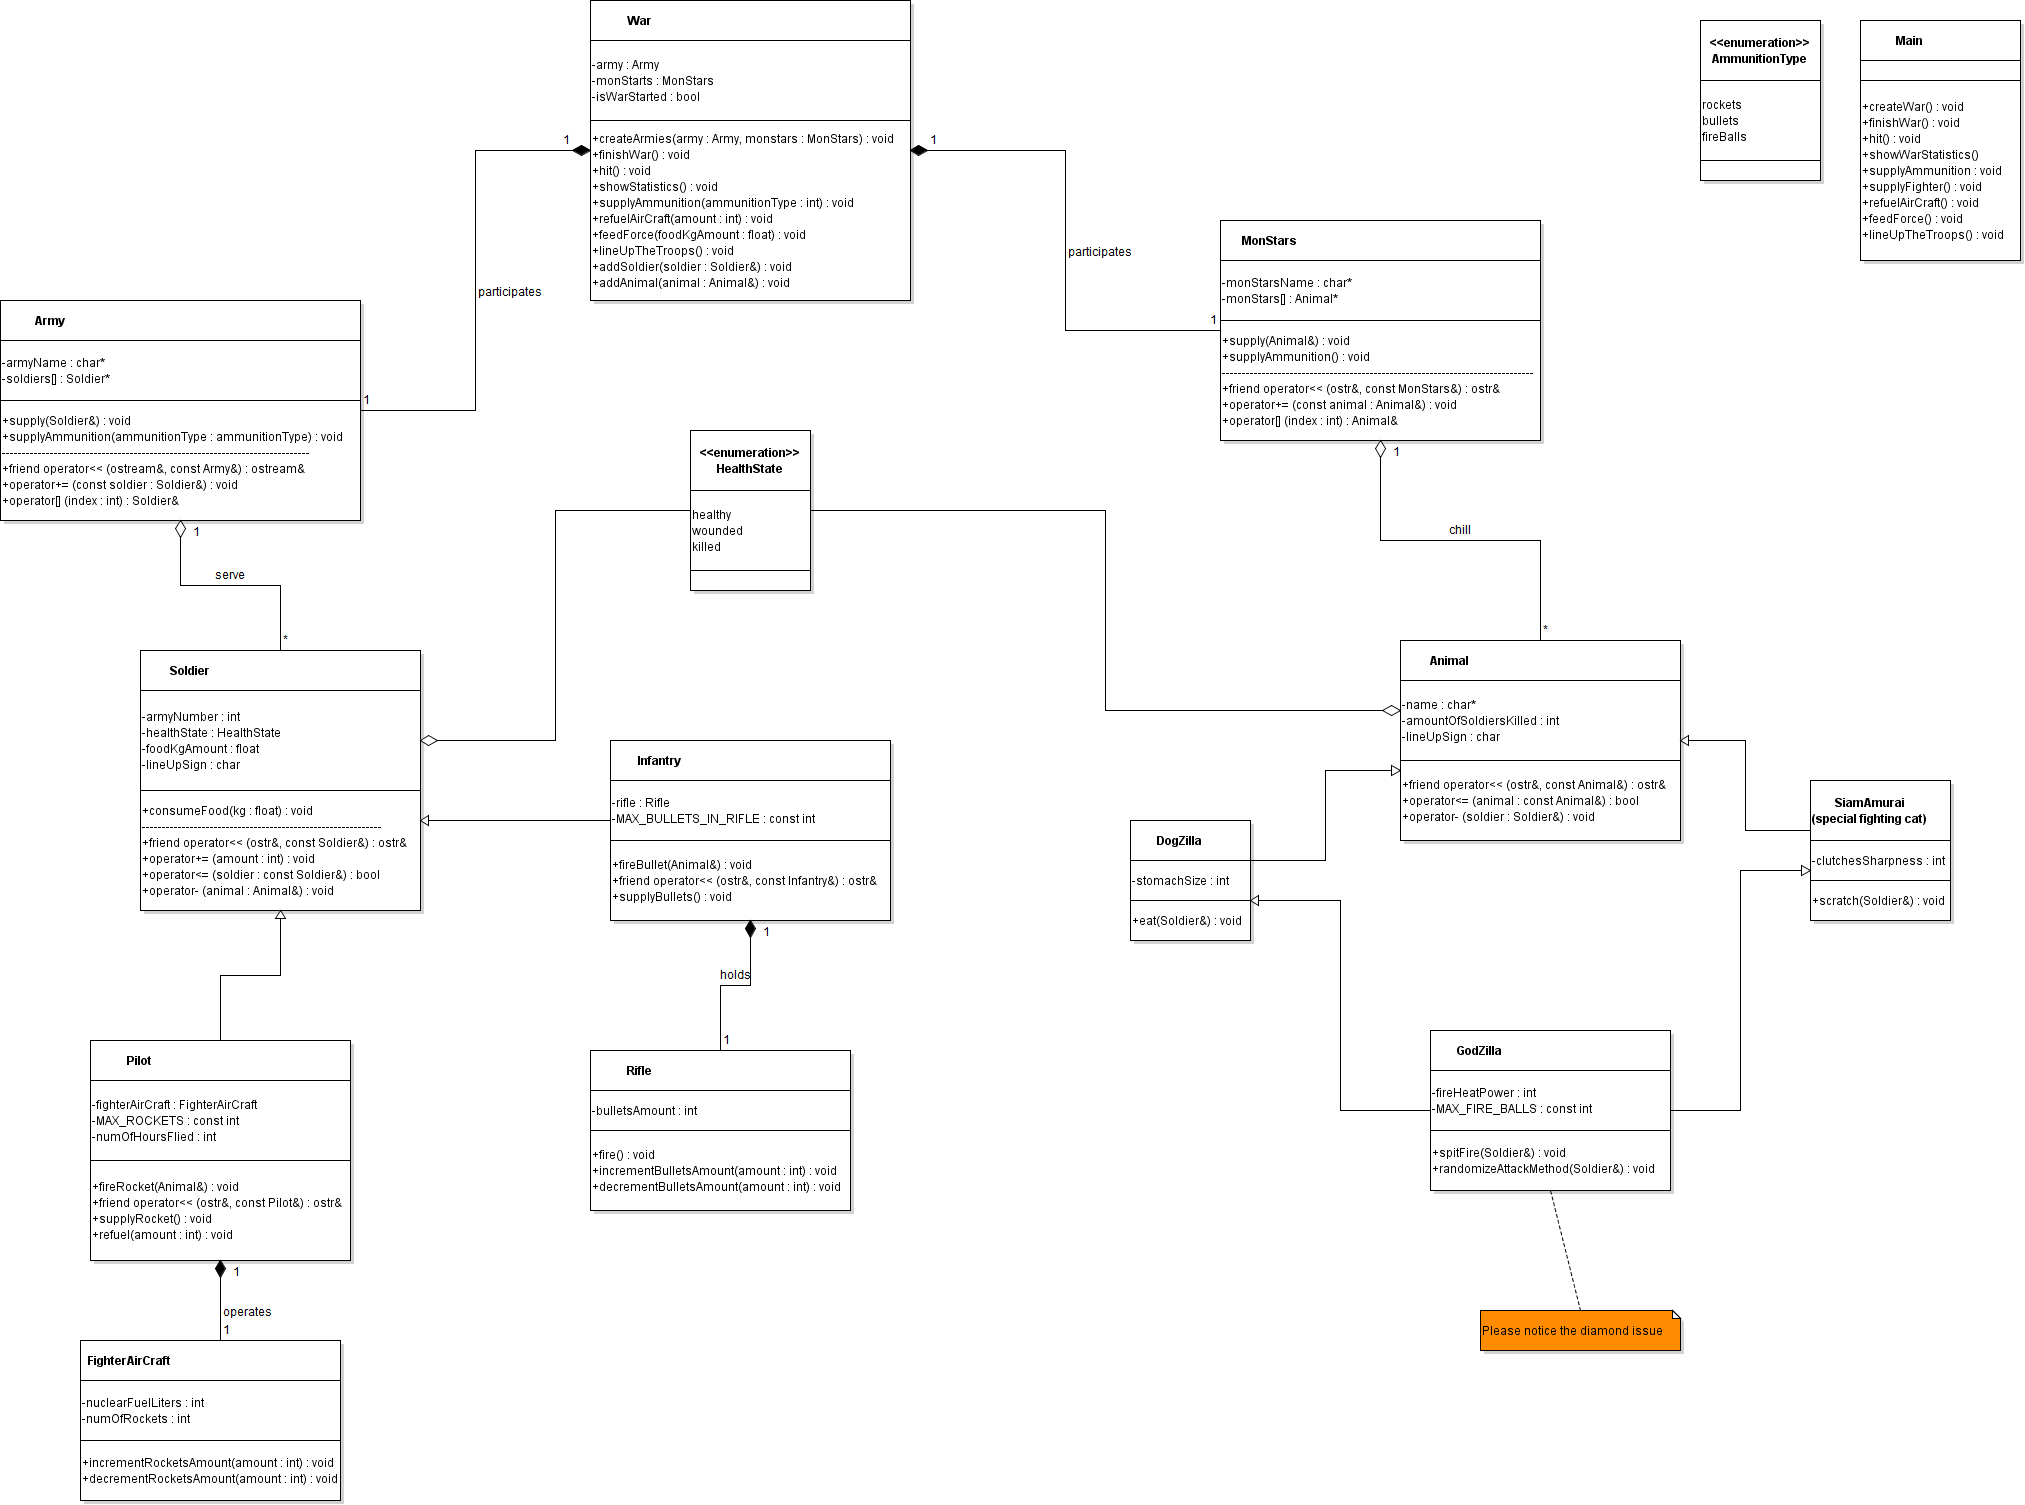 War
-army : Army
-monStarts : MonStars
-isWarStarted : bool
+createArmies(army : Army, monstars : MonStars) : void
+finishWar() : void
+hit() : void
+showStatistics() : void
+supplyAmmunition(ammunitionType : int) : void
+refuelAirCraft(amount : int) : void
+feedForce(foodKgAmount : float) : void
+lineUpTheTroops() : void
+addSoldier(soldier : Soldier&) : void
+addAnimal(animal : Animal&) : void
<<enumeration>>
AmmunitionType
rockets
bullets
fireBalls
Main
+createWar() : void
+finishWar() : void
+hit() : void
+showWarStatistics()
+supplyAmmunition : void
+supplyFighter() : void
+refuelAirCraft() : void
+feedForce() : void
+lineUpTheTroops() : void
1
1
participates
participates
1
1
MonStars
-monStarsName : char*
-monStars[] : Animal*
+supply(Animal&) : void
+supplyAmmunition() : void
------------------------------------------------------------------------------
+friend operator<< (ostr&, const MonStars&) : ostr&
+operator+= (const animal : Animal&) : void
+operator[] (index : int) : Animal&
Army
-armyName : char*
-soldiers[] : Soldier*
+supply(Soldier&) : void
+supplyAmmunition(ammunitionType : ammunitionType) : void
-----------------------------------------------------------------------------
+friend operator<< (ostream&, const Army&) : ostream&
+operator+= (const soldier : Soldier&) : void
+operator[] (index : int) : Soldier&
<<enumeration>>
HealthState
healthy
wounded
killed
1
serve
*
1
chill
*
Soldier
-armyNumber : int
-healthState : HealthState
-foodKgAmount : float
-lineUpSign : char
+consumeFood(kg : float) : void
------------------------------------------------------------
+friend operator<< (ostr&, const Soldier&) : ostr&
+operator+= (amount : int) : void
+operator<= (soldier : const Soldier&) : bool
+operator- (animal : Animal&) : void
Infantry
-rifle : Rifle
-MAX_BULLETS_IN_RIFLE : const int
+fireBullet(Animal&) : void
+friend operator<< (ostr&, const Infantry&) : ostr&
+supplyBullets() : void
Animal
-name : char*
-amountOfSoldiersKilled : int
-lineUpSign : char
+friend operator<< (ostr&, const Animal&) : ostr&
+operator<= (animal : const Animal&) : bool
+operator- (soldier : Soldier&) : void
DogZilla
-stomachSize : int
+eat(Soldier&) : void
SiamAmurai
(special fighting cat)
-clutchesSharpness : int
+scratch(Soldier&) : void
1
holds
1
Pilot
-fighterAirCraft : FighterAirCraft
-MAX_ROCKETS : const int
-numOfHoursFlied : int
+fireRocket(Animal&) : void
+friend operator<< (ostr&, const Pilot&) : ostr&
+supplyRocket() : void
+refuel(amount : int) : void
Rifle
-bulletsAmount : int
+fire() : void
+incrementBulletsAmount(amount : int) : void
+decrementBulletsAmount(amount : int) : void
GodZilla
-fireHeatPower : int
-MAX_FIRE_BALLS : const int
+spitFire(Soldier&) : void
+randomizeAttackMethod(Soldier&) : void
1
operates
1
Please notice the diamond issue
FighterAirCraft
-nuclearFuelLiters : int
-numOfRockets : int
+incrementRocketsAmount(amount : int) : void
+decrementRocketsAmount(amount : int) : void